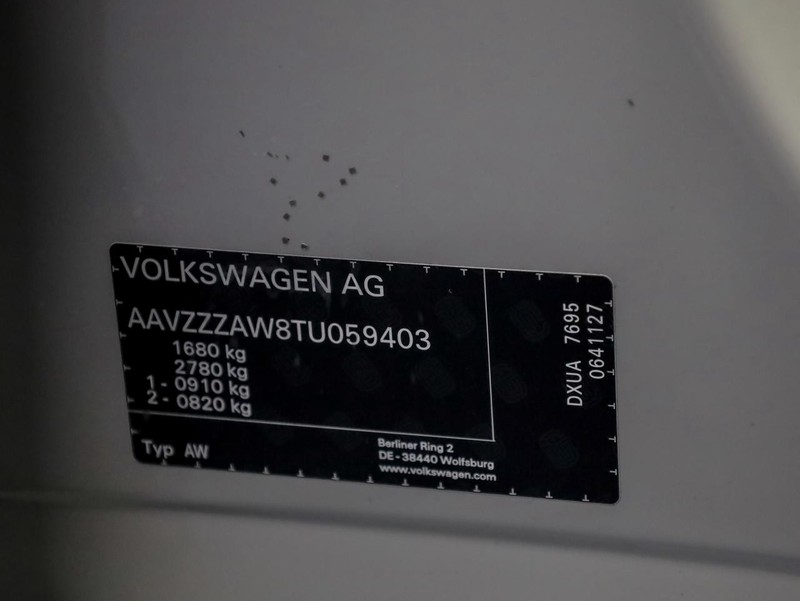 VOLKSWAGEN AG
AAVZZZAW8TU059403
1680 kg
2780 kg
1 - 0910 kg
2 - 0820 kg
Typ AW
Berliner Ring 2
DE - 38440 Wolfsburg
www.volkswagen.com
DXUA 7695
0641127